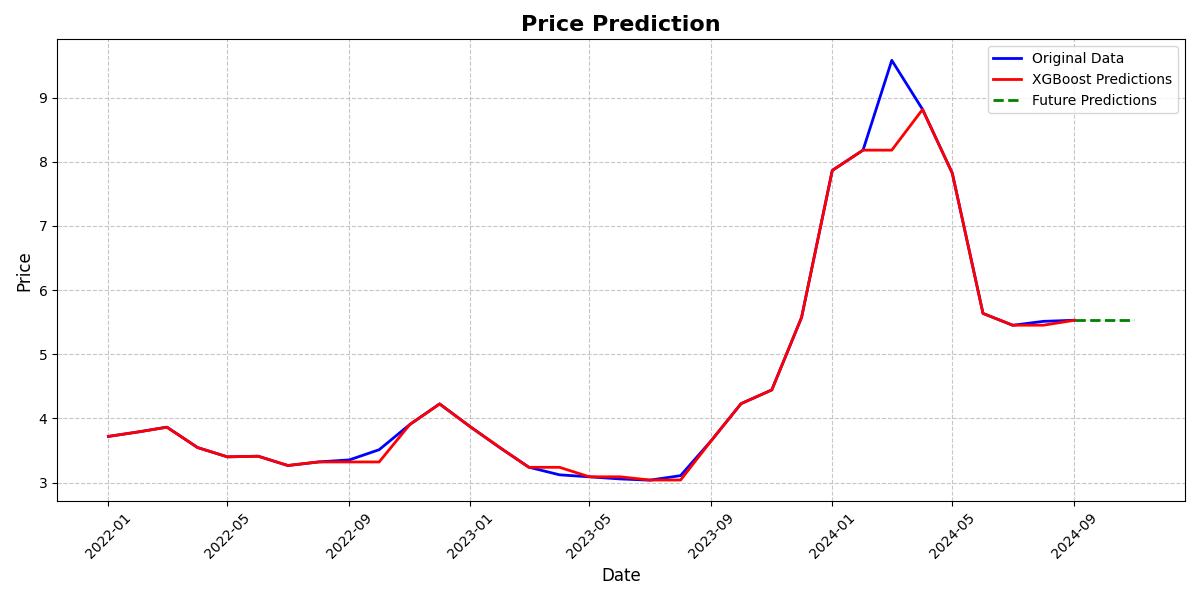 Price Prediction
Original Data
XGBoost Predictions
Future Predictions
Price
9
8
7
6
5
4
3
2022-01
2022-05
2022-09
2023-01
2023-05
2023-09
2024-01
2024-05
2024-09
Date